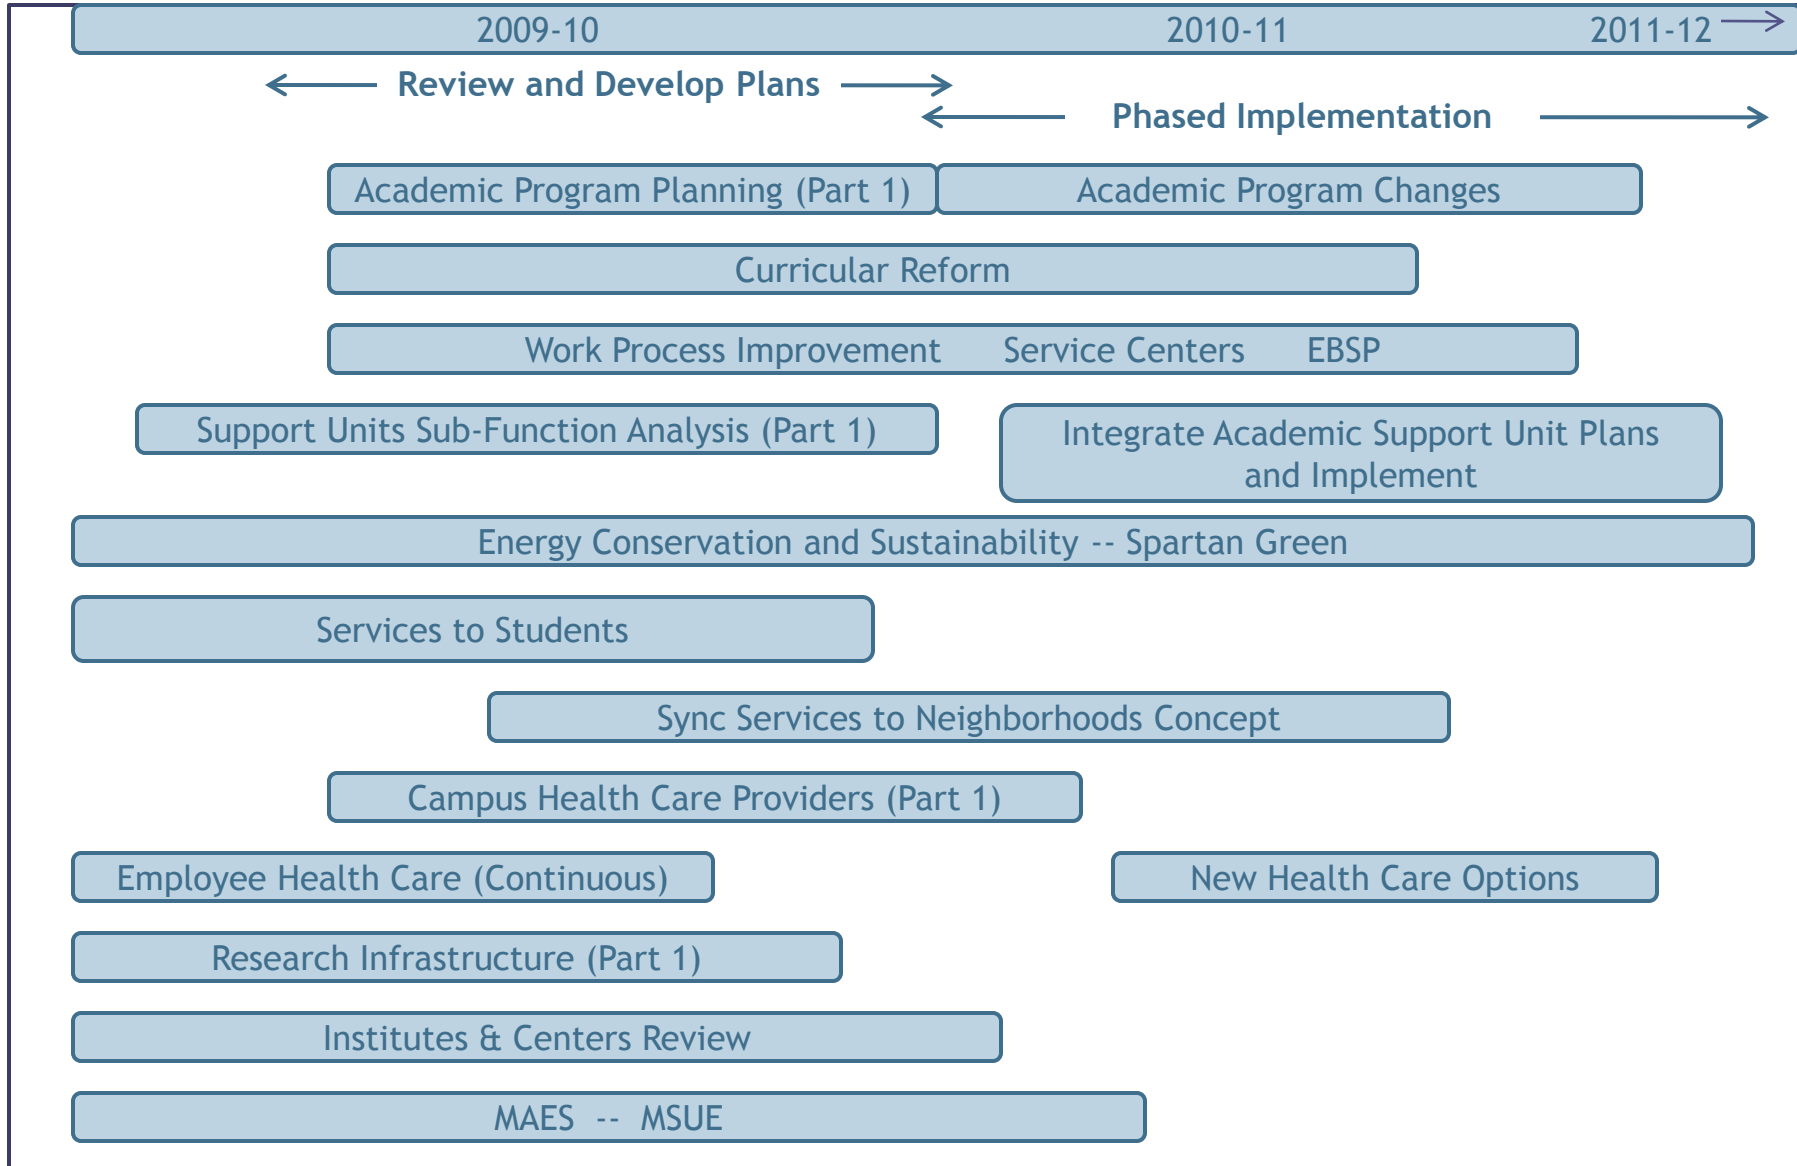 2009-10 2010-11 2011-12
Review and Develop Plans
Phased Implementation
Academic Program Planning (Part 1) Academic Program Changes
Curricular Reform
Work Process Improvement Service Centers EBSP
Support Units Sub-Function Analysis (Part 1)
Integrate Academic Support Unit Plans
and Implement
Energy Conservation and Sustainability -- Spartan Green
Services to Students
Sync Services to Neighborhoods Concept
Campus Health Care Providers (Part 1)
Employee Health Care (Continuous) New Health Care Options
Research Infrastructure (Part 1)
Institutes & Centers Review
MAES -- MSUE